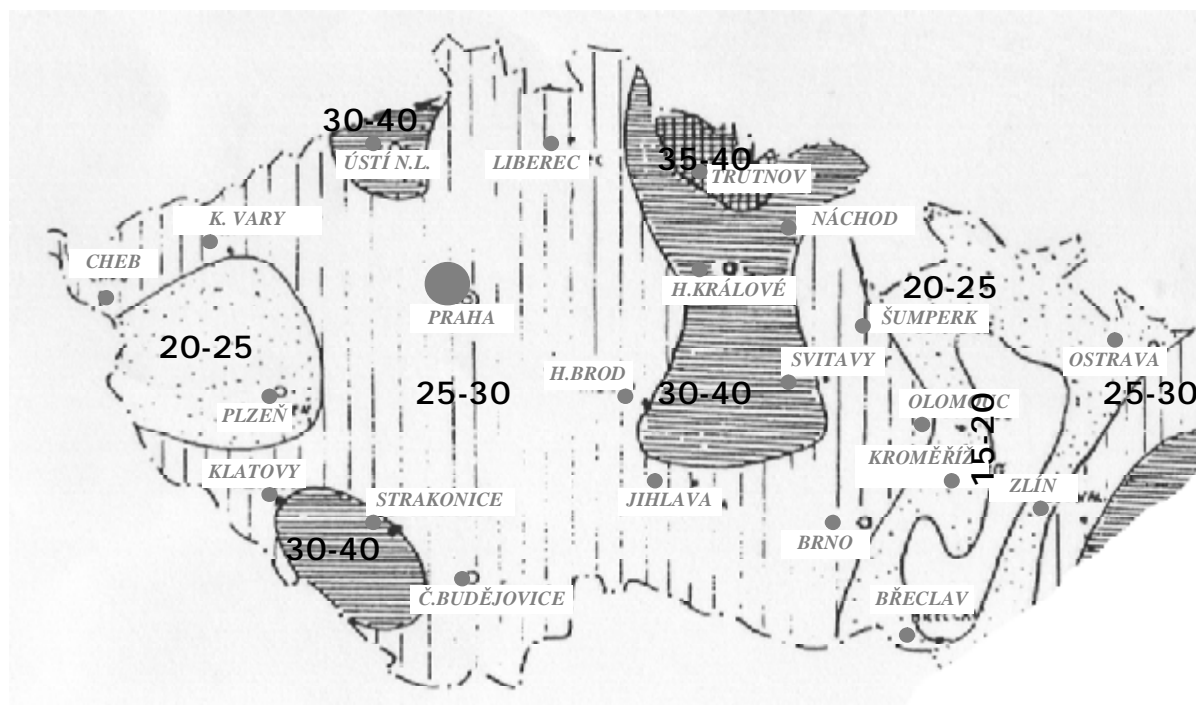 30-40
ÚSTÍ N.L.
LIBEREC
35-40
TRUTNOV
K. VARY
NÁCHOD
CHEB
H.KRÁLOVÉ
20-25
PRAHA
ŠUMPERK
20-25
SVITAVY
OSTRAVA
H.BROD
25-30
30-40
25-30
PLZEŇ
OLOMOUC
15-20
KROMĚŘÍŽ
KLATOVY
STRAKONICE
JIHLAVA
ZLÍN
30-40
BRNO
Č.BUDĚJOVICE
BŘECLAV